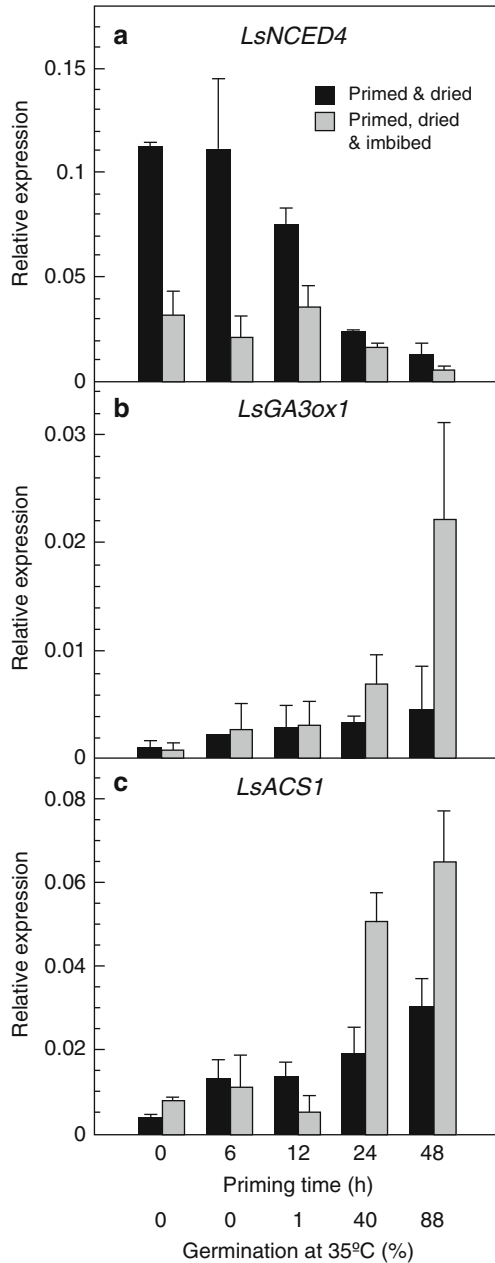 a
LsNCED4
0.15
Primed & dried
Primed, dried
& imbibed
0.1
Relative expression
0.05
0
b
LsGA3ox1
0.03
0.02
Relative expression
0.01
0
c
LsACS1
0.08
0.06
Relative expression
0.04
0.02
0
0 6 12 24 48
Priming time (h)
0 0 1 40 88
Germination at 35ºC (%)